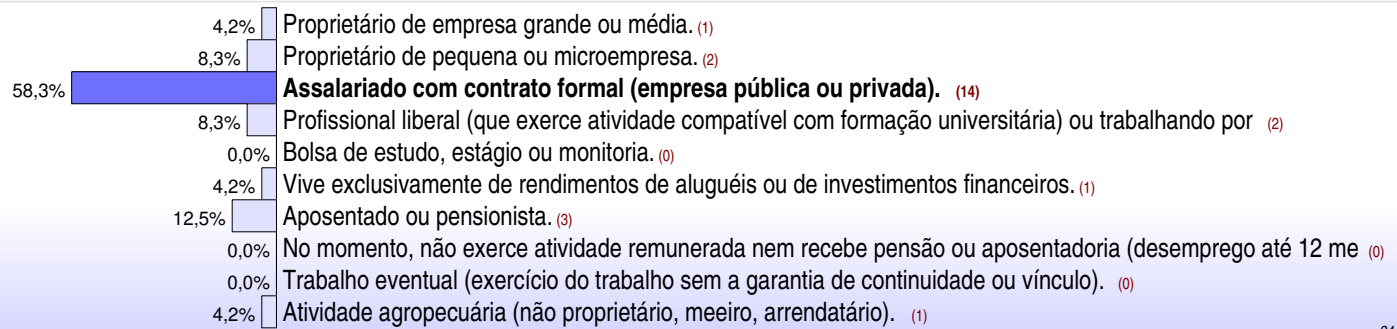 4,2% Proprietário de empresa grande ou média. (1)
8,3% Proprietário de pequena ou microempresa. (2)
58,3% Assalariado com contrato formal (empresa pública ou privada). (14)
8,3% Profissional liberal (que exerce atividade compatível com formação universitária) ou trabalhando por (2)
0,0% Bolsa de estudo, estágio ou monitoria. (0)
4,2% Vive exclusivamente de rendimentos de aluguéis ou de investimentos financeiros. (1)
12,5% Aposentado ou pensionista. (3)
0,0% No momento, não exerce atividade remunerada nem recebe pensão ou aposentadoria (desemprego até 12 me (0)
0,0% Trabalho eventual (exercício do trabalho sem a garantia de continuidade ou vínculo). (0)
4,2% Atividade agropecuária (não proprietário, meeiro, arrendatário). (1)